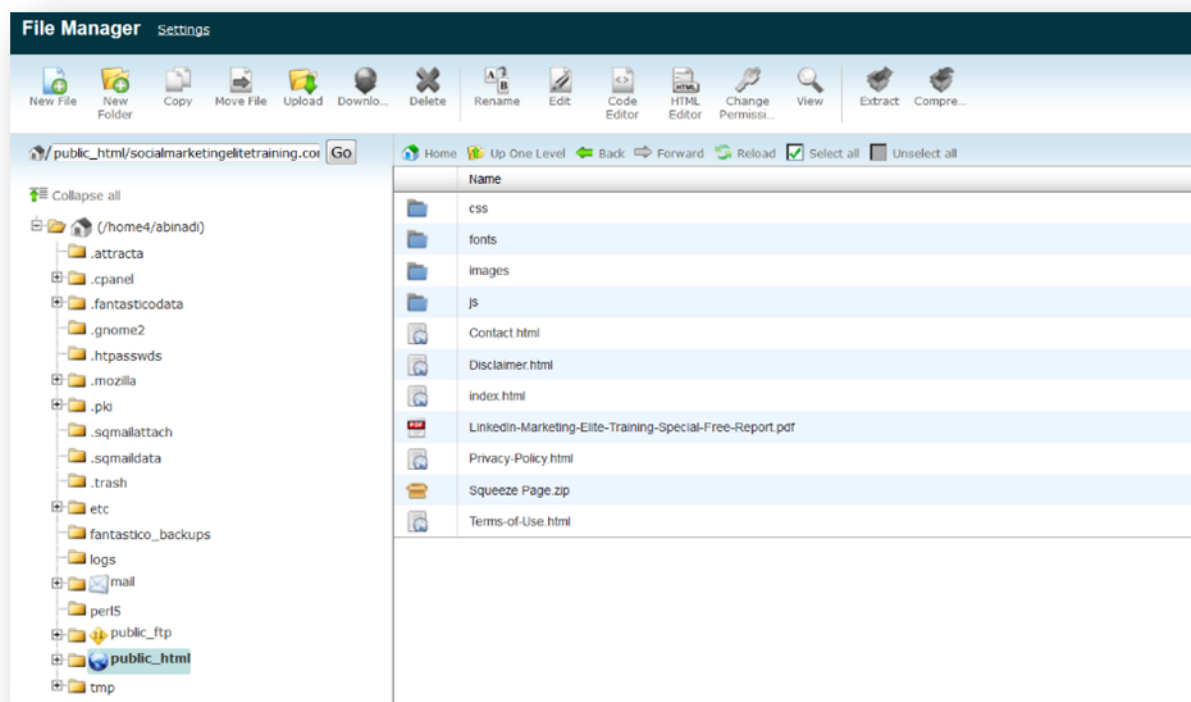 File Manager Settings
New File New Folder Copy Move File Upload Downlo... Delete Rename Edit Code Editor HTML Editor Change Permissi... View Extract Compre...
/ public_html/socialmarketingelitetraining.com Go
Home Up One Level Back Forward Reload Select all Unselect all
Collapse all
(/home4/abinadi)
.attracta
.cpanel
.fantasticodata
.gnome2
.htpasswds
.mozilla
.pki
.sqmailattach
.sqmaildata
.trash
etc
fantastico_backups
logs
mail
perl5
public_ftp
public_html
tmp
Name
css
fonts
images
js
Contact.html
Disclaimer.html
index.html
LinkedIn-Marketing-Elite-Training-Special-Free-Report.pdf
Privacy-Policy.html
Squeeze Page.zip
Terms-of-Use.html